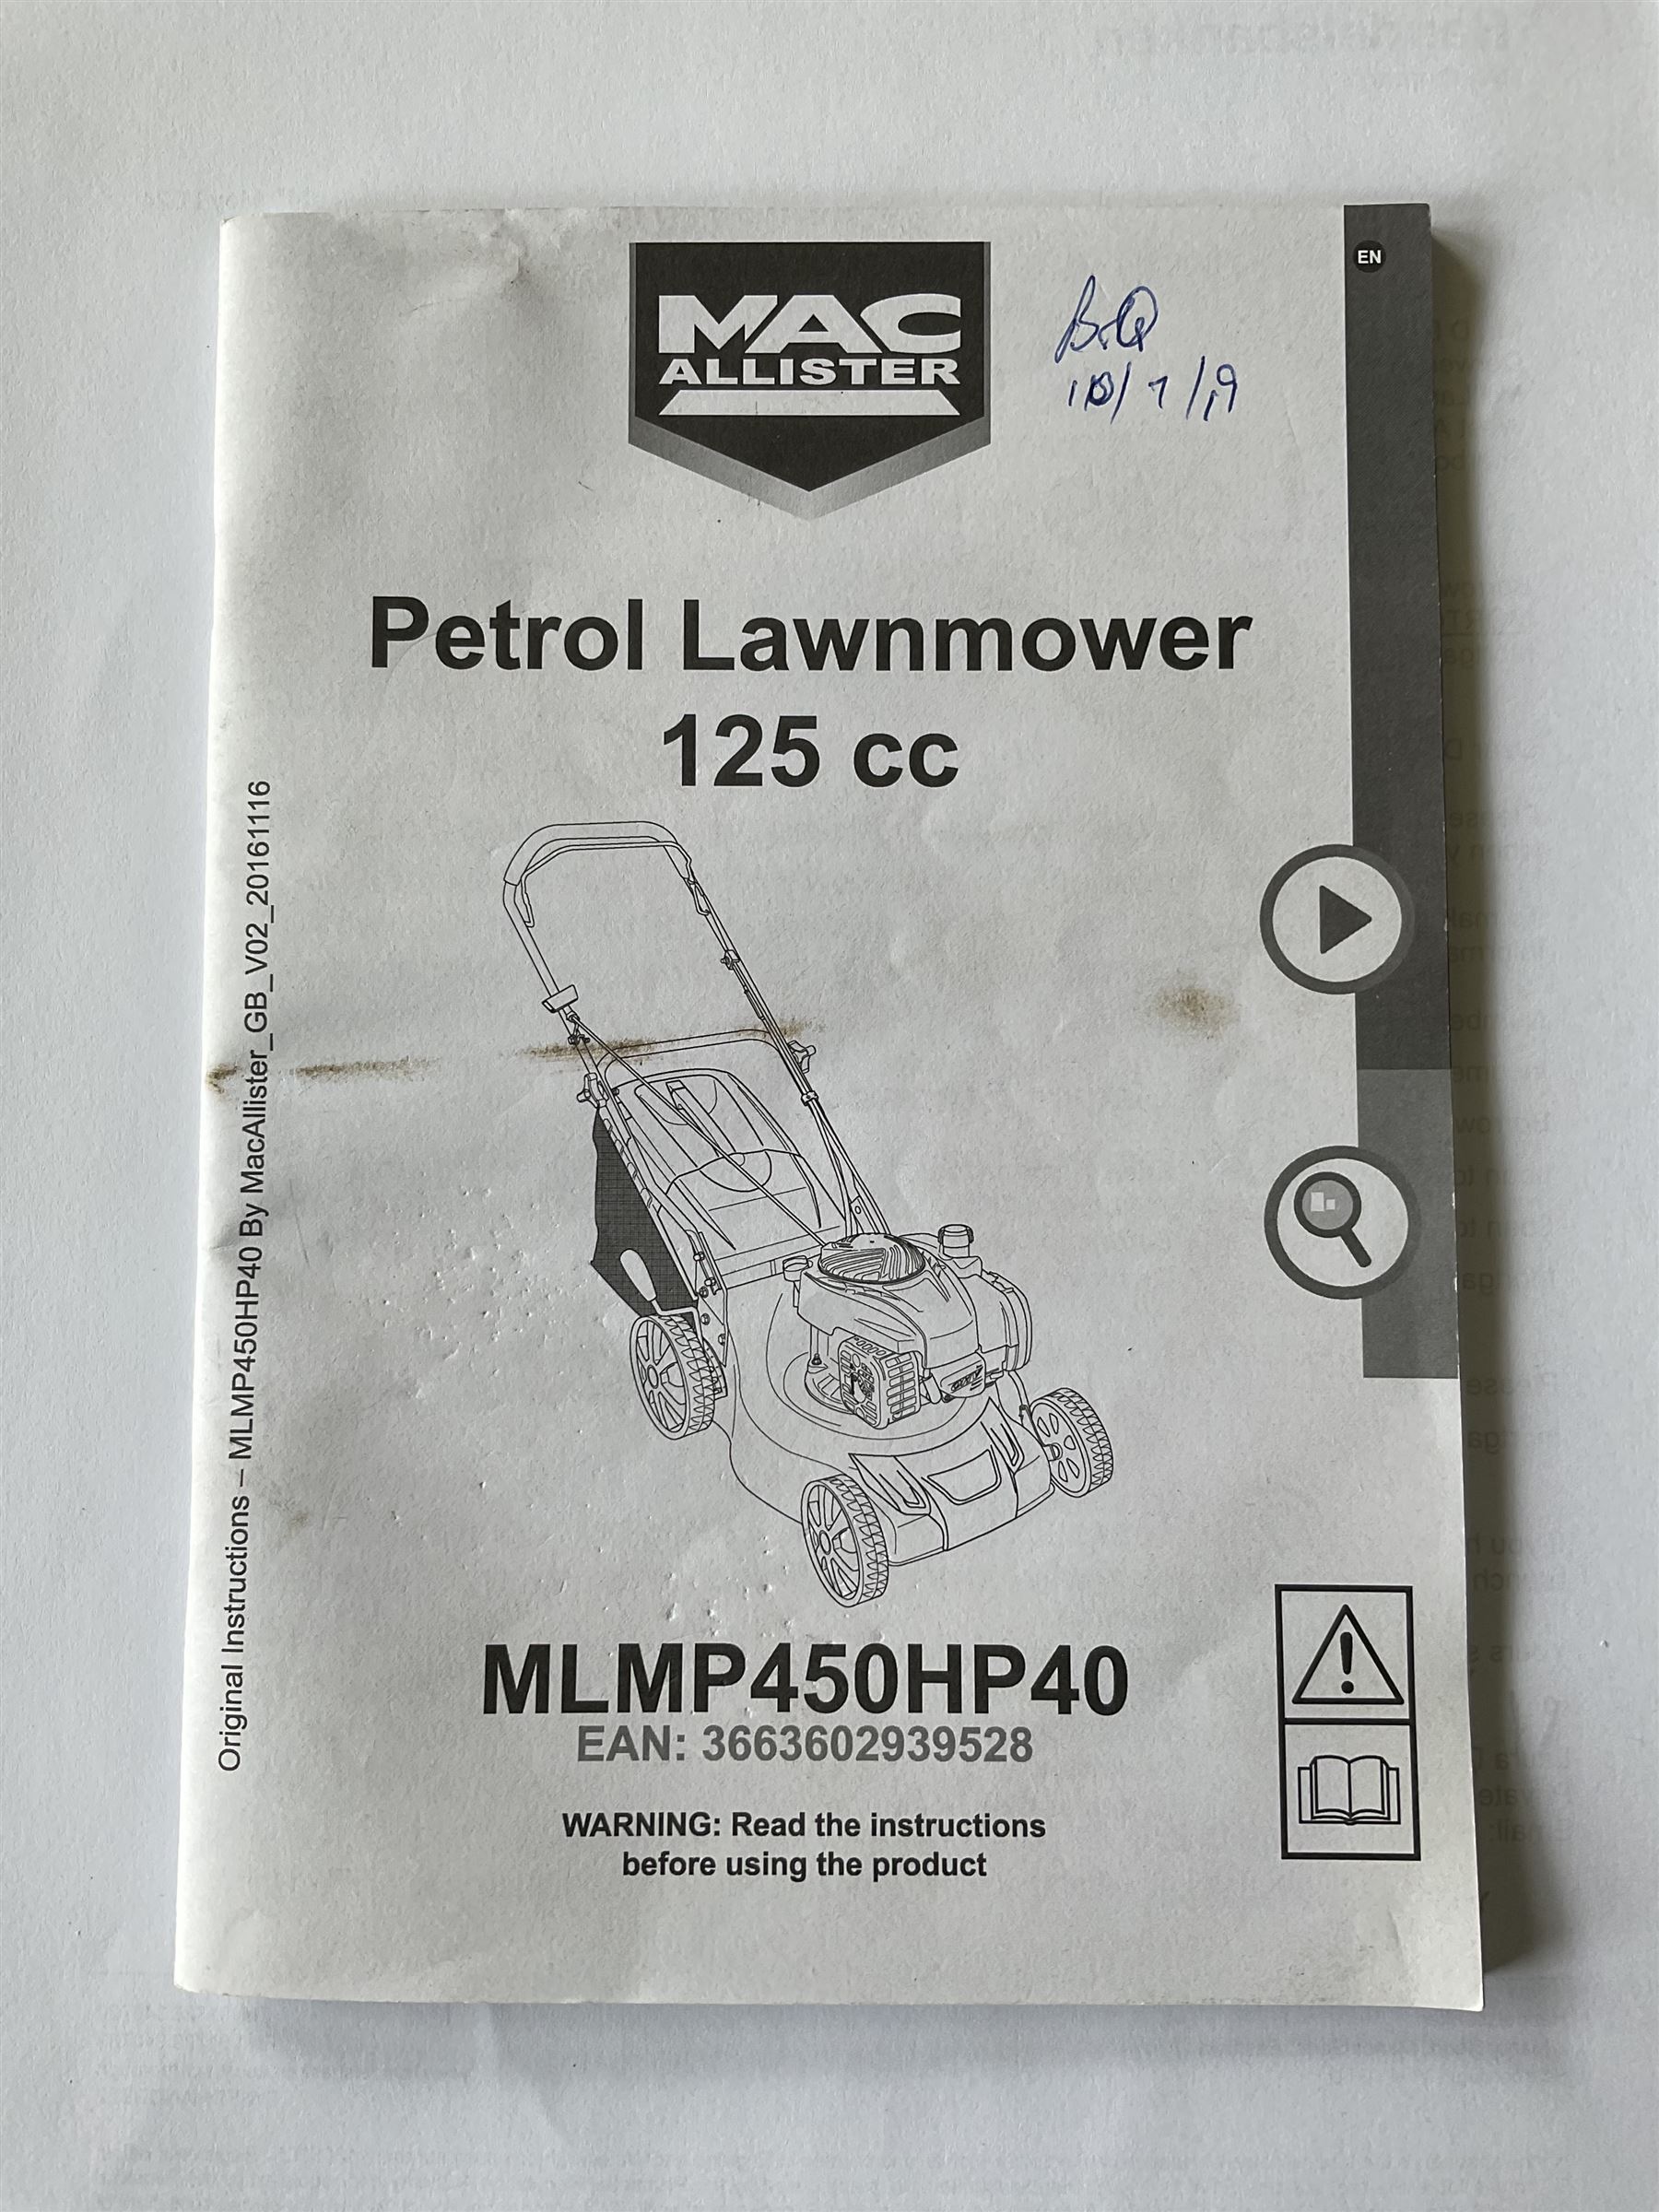 MAC
ALLISTER
EN
B.Q
10/7/19
Petrol Lawnmower
125 cc
Original Instructions – MLMP450HP40 By MacAllister_GB_V02_20161116
MLMP450HP40
EAN: 3663602939528
WARNING: Read the instructions
before using the product